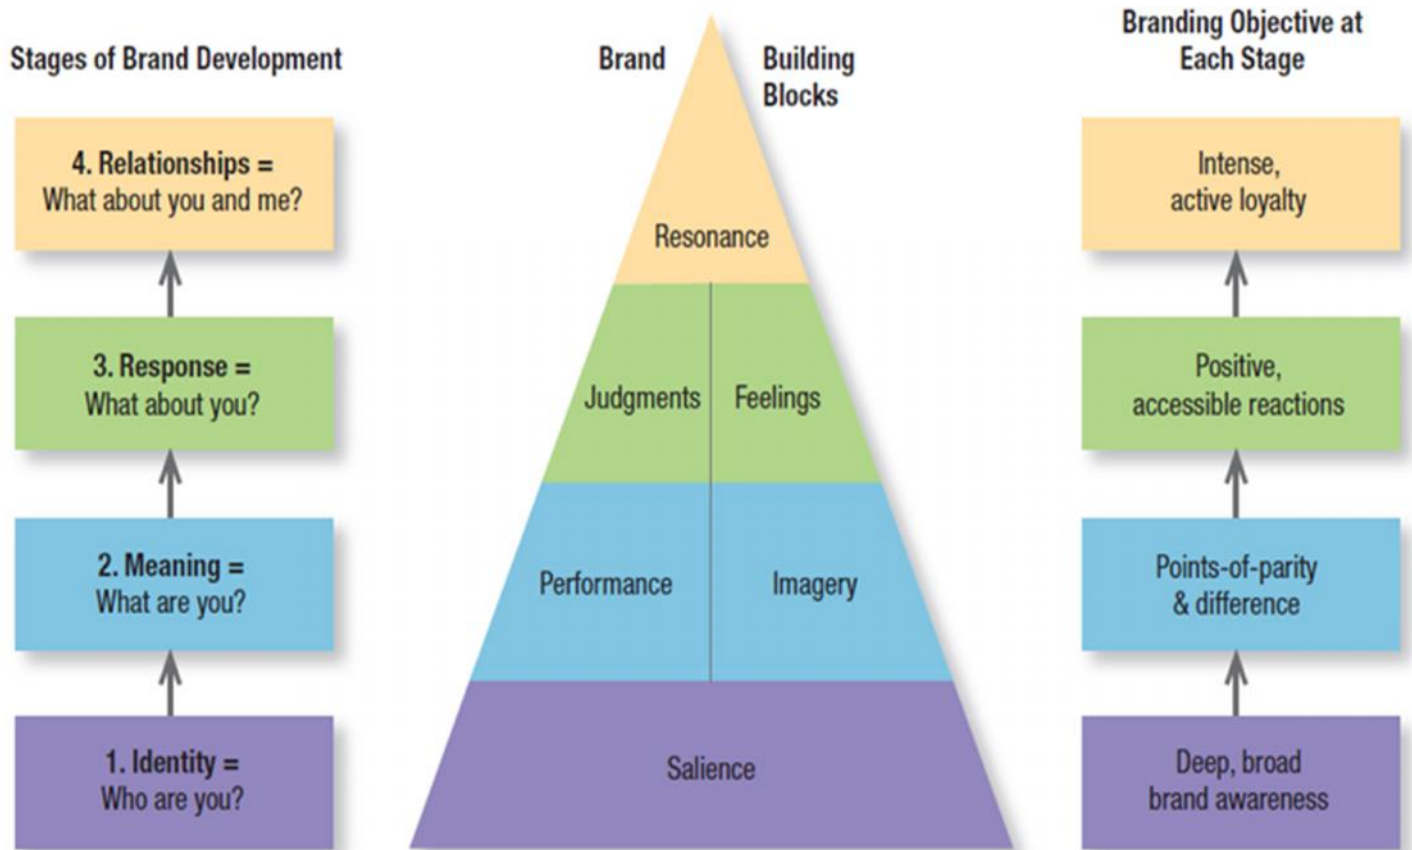 Stages of Brand Development
4. Relationships =
What about you and me?
3. Response =
What about you?
2. Meaning =
What are you?
1. Identity =
Who are you?
Brand
Building
Blocks
Resonance
Judgments
Feelings
Performance
Imagery
Salience
Branding Objective at
Each Stage
Intense,
active loyalty
Positive,
accessible reactions
Points-of-parity
& difference
Deep, broad
brand awareness